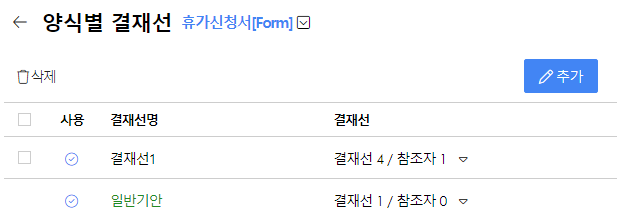 양식별 결재선 휴가신청서[Form]
삭제 추가
사용 결재선명 결재선
결재선1 결재선 4 / 참조자 1
일반기안 결재선 1 / 참조자 0